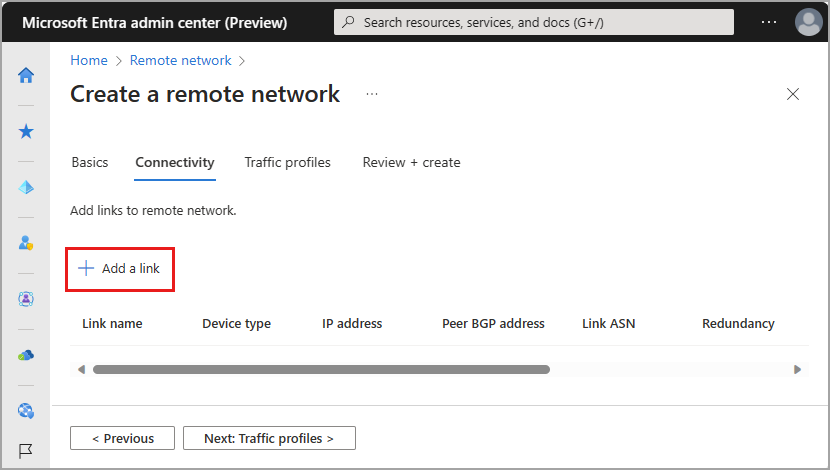 Microsoft Entra admin center (Preview)
Search resources, services, and docs (G+/)
Home > Remote network >
Create a remote network
Basics Connectivity Traffic profiles Review + create
Add links to remote network.
+ Add a link
Link name Device type IP address Peer BGP address Link ASN Redundancy
< Previous Next: Traffic profiles >